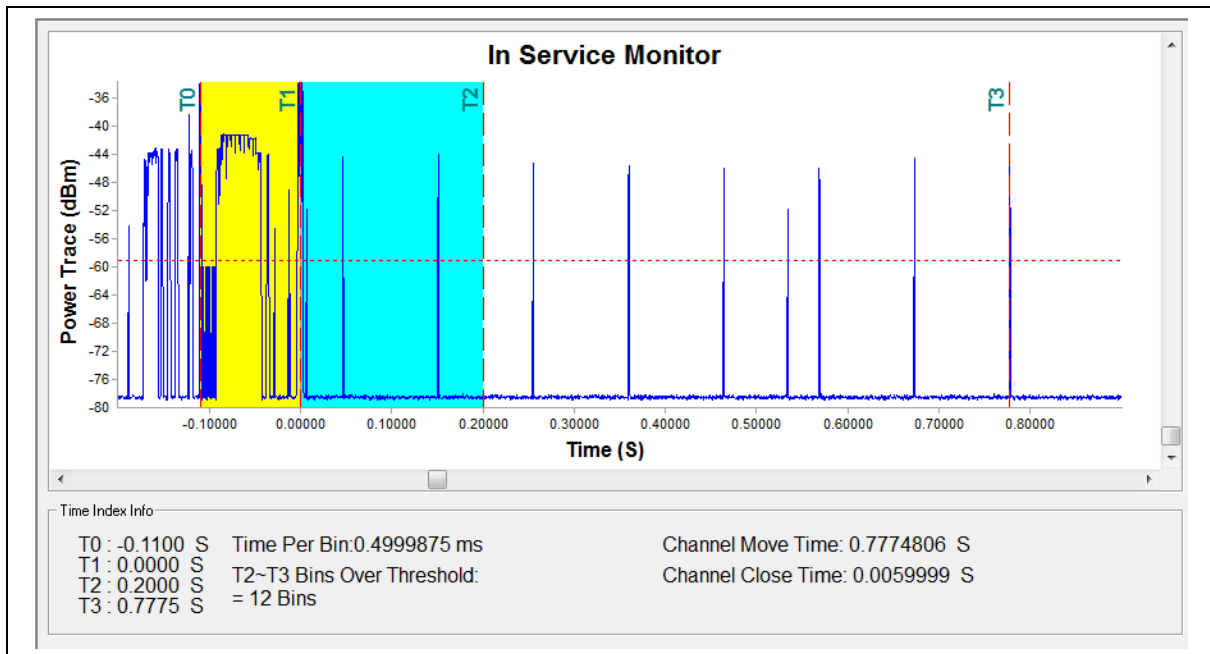 In Service Monitor
T0
T1
T2
T3
Power Trace (dBm)
-36
-40
-44
-48
-52
-56
-60
-64
-68
-72
-76
-80
-0.10000 0.00000 0.10000 0.20000 0.30000 0.40000 0.50000 0.60000 0.70000 0.80000
Time (S)
Time Index Info
T0 : -0.1100 S Time Per Bin:0.4999875 ms Channel Move Time: 0.7774806 S
T1 : 0.0000 S T2~T3 Bins Over Threshold: Channel Close Time: 0.0059999 S
T2 : 0.2000 S = 12 Bins
T3 : 0.7775 S